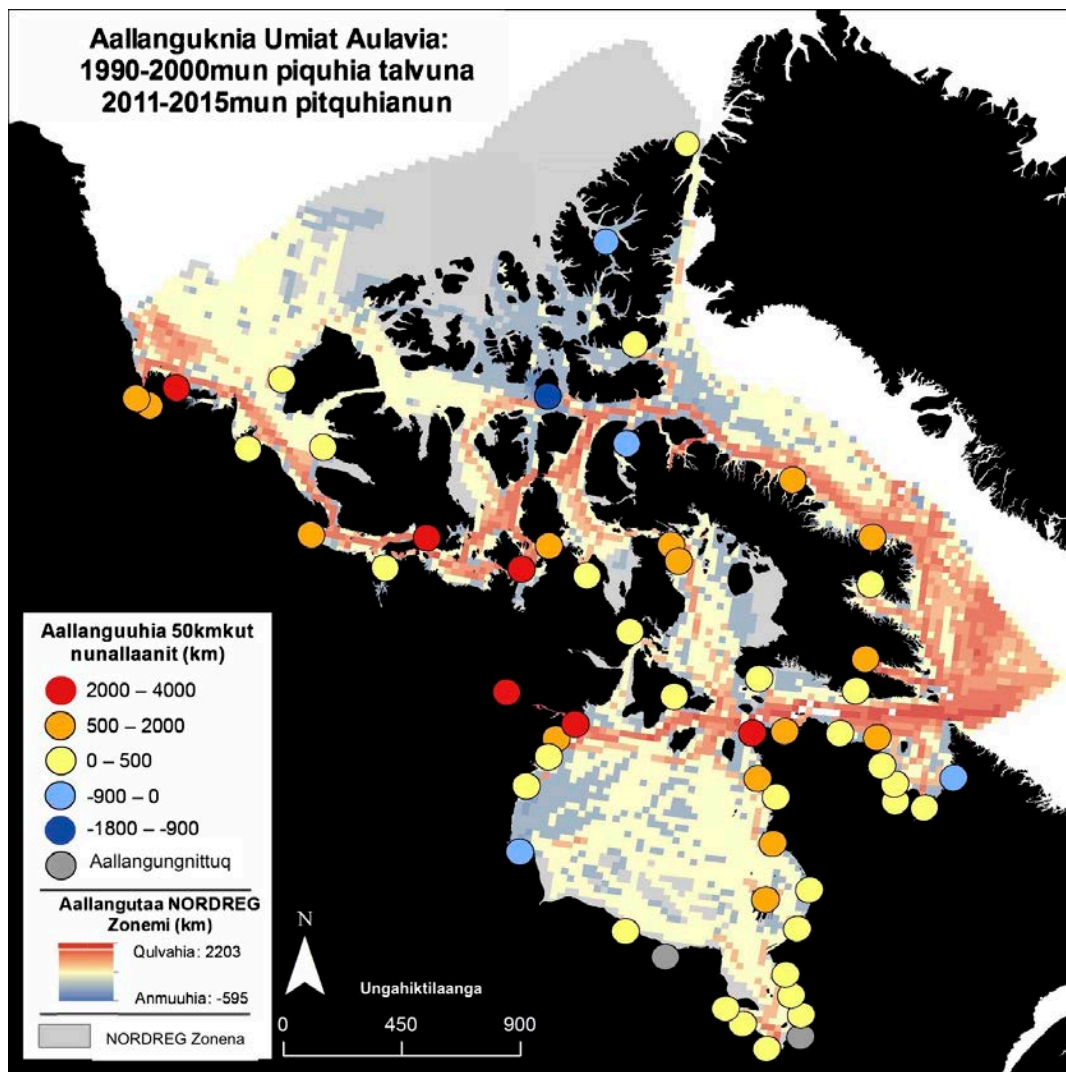 Aallanguknia Umiat Aulavia:
1990-2000mun piquhia talvuna
2011-2015mun pitquhianun
Aallanguuhia 50kmkut
nunallaanit (km)
2000 – 4000
500 – 2000
0 – 500
-900 – 0
-1800 – -900
Aallangungnittuq
Aallangutaa NORDREG
Zonemi (km)
Qulvahia: 2203
Anmuuhia: -595
NORDREG Zonena
N
Ungahiktilaanga
0 450 900